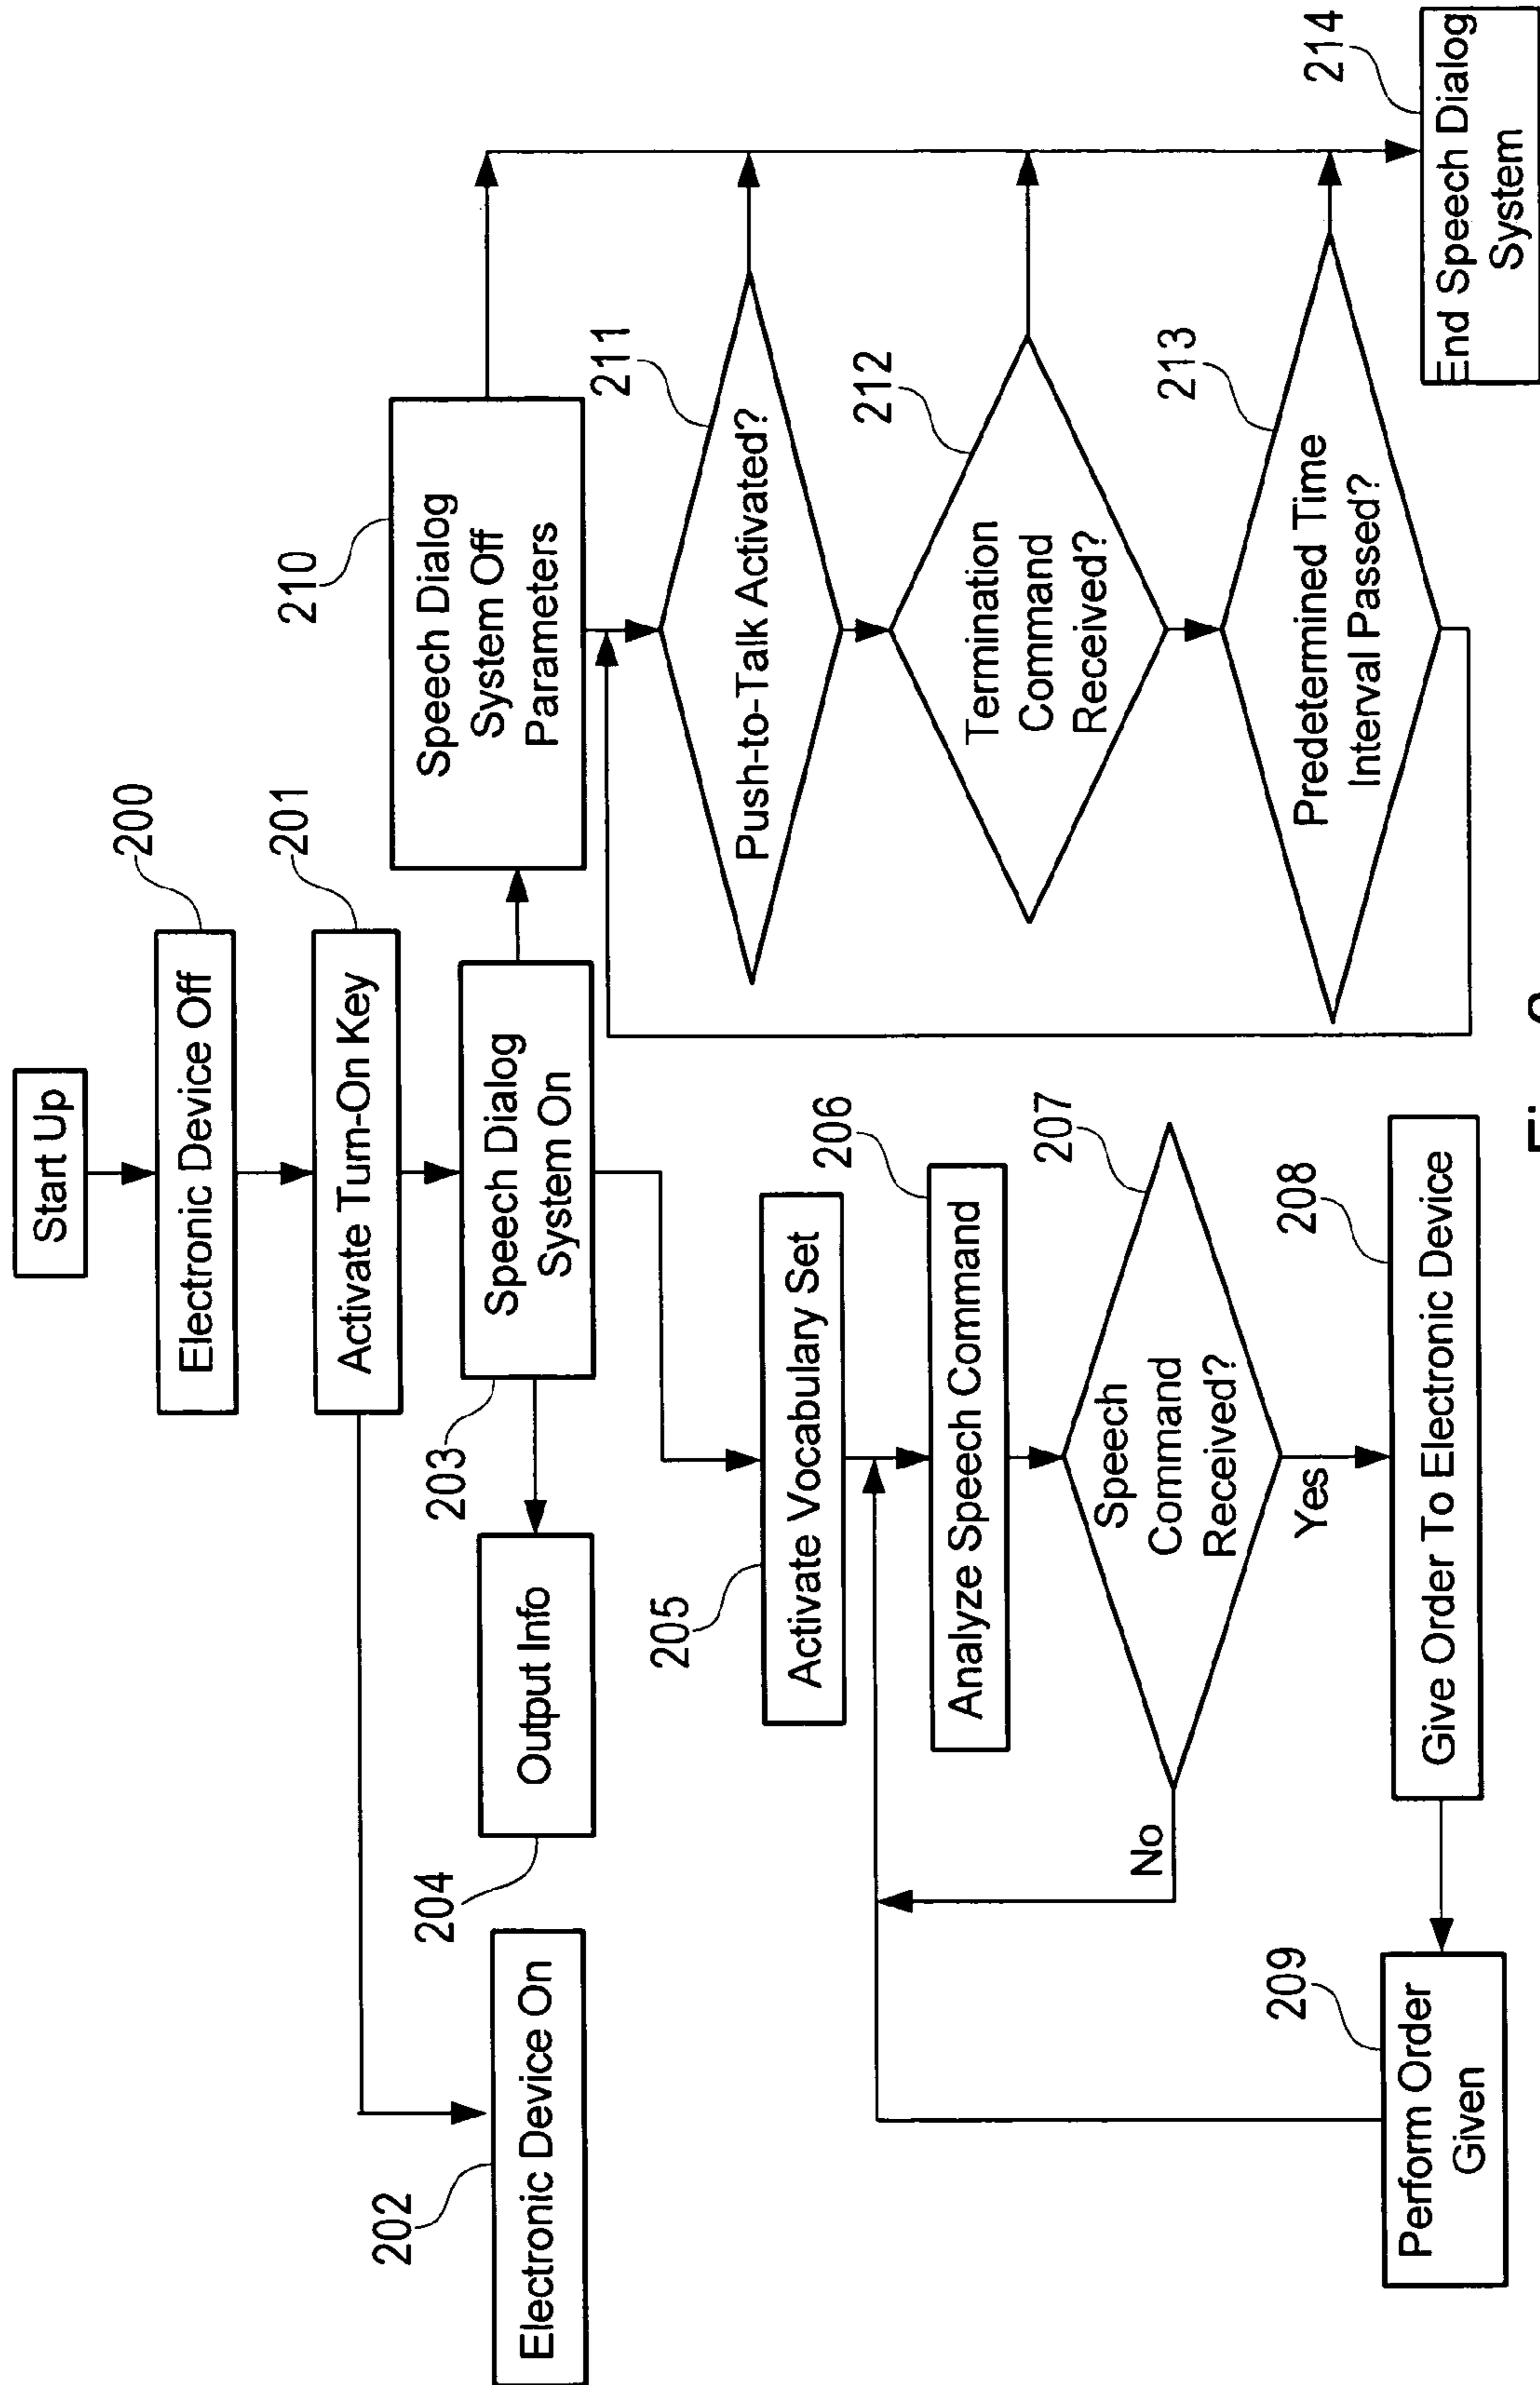 Start Up
200
Electronic Device Off
201
Activate Turn-On Key
202
Electronic Device On
203
Speech Dialog
System On
204
Output Info
205
Activate Vocabulary Set
206
Analyze Speech Command
207
Speech
Command
Received?
No
Yes
208
Give Order To Electronic Device
209
Perform Order
Given
210
Speech Dialog
System Off
Parameters
211
Push-to-Talk Activated?
212
Termination
Command
Received?
213
Predetermined Time
Interval Passed?
214
End Speech Dialog
System